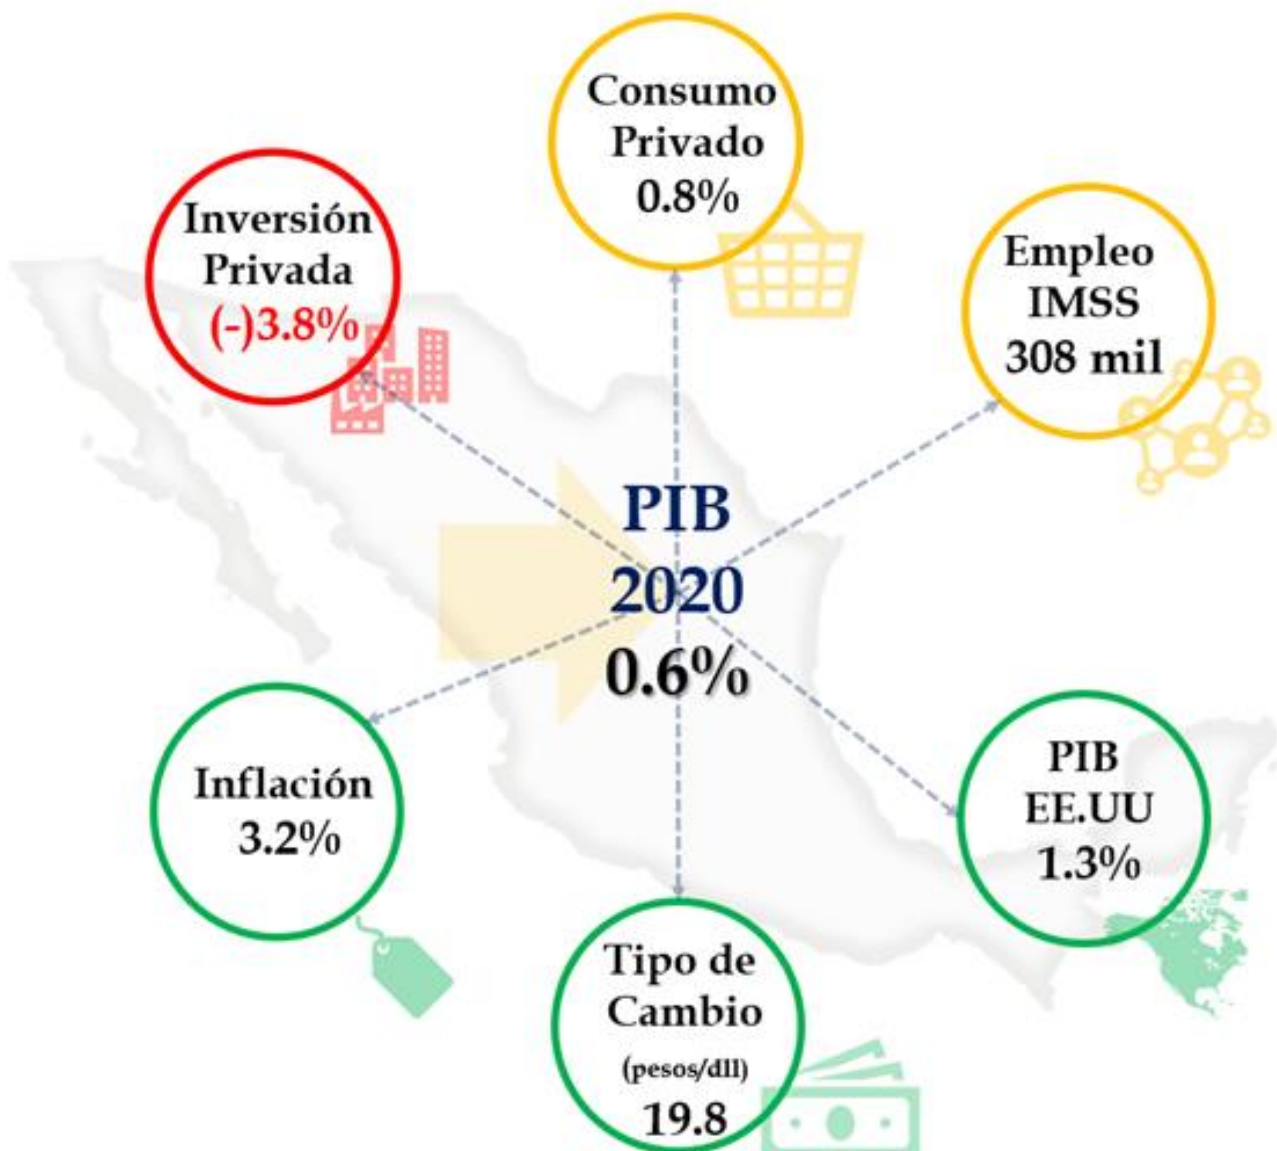 Consumo
Privado
0.8%
Inversión
Privada
(-)3.8%
Empleo
IMSS
308 mil
PIB
2020
0.6%
Inflación
3.2%
PIB
EE.UU
1.3%
Tipo de
Cambio
(pesos/dll)
19.8